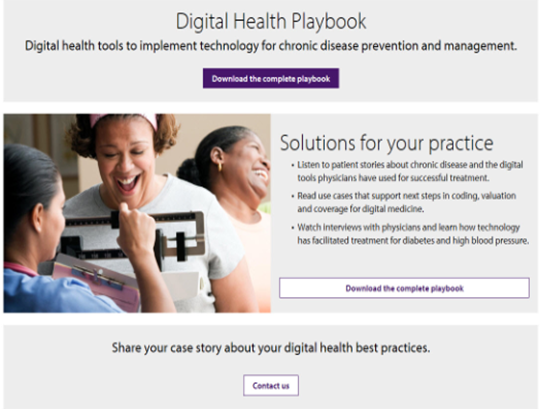 Digital Health Playbook
Digital health tools to implement technology for chronic disease prevention and management.
Download the complete playbook
Solutions for your practice
• Listen to patient stories about chronic disease and the digital
tools physicians have used for successful treatment.
• Read use cases that support next steps in coding, valuation
and coverage for digital medicine.
• Watch interviews with physicians and learn how technology
has facilitated treatment for diabetes and high blood pressure.
Download the complete playbook
Share your case story about your digital health best practices.
Contact us